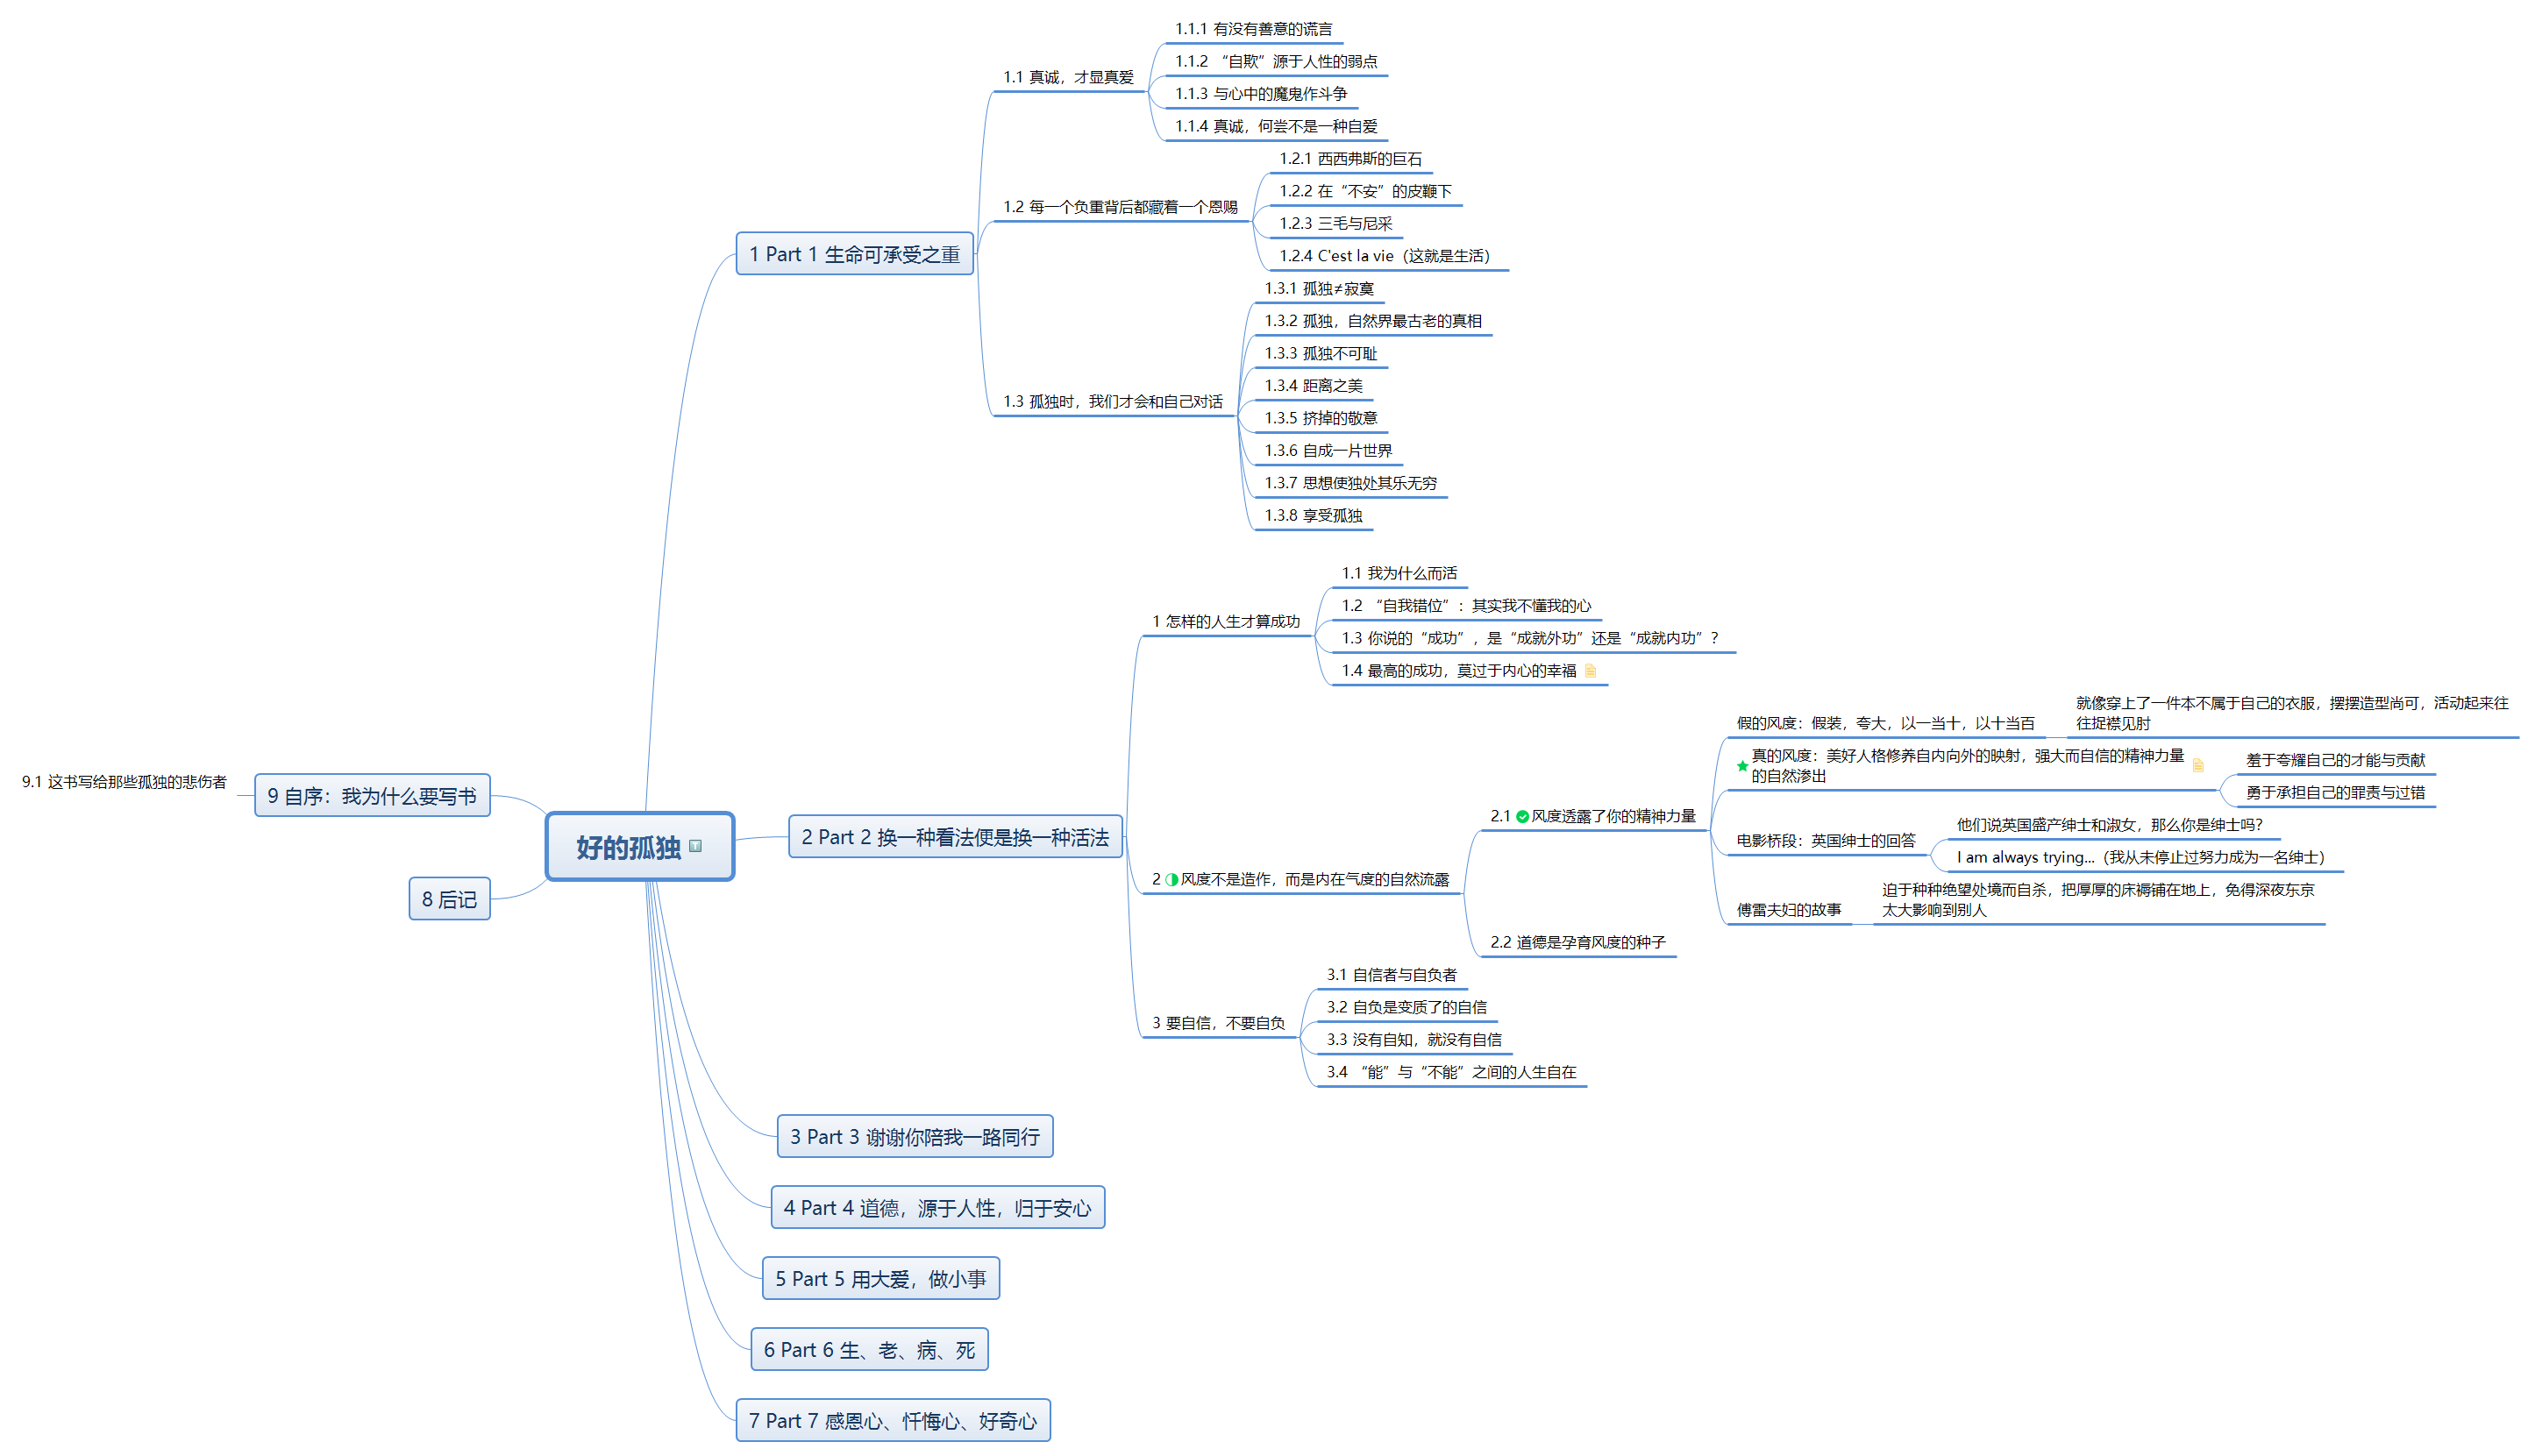 好的孤独
1 Part 1 生命可承受之重
1.1 真诚，才显真爱
1.1.1 有没有善意的谎言
1.1.2 “自欺”源于人性的弱点
1.1.3 与心中的魔鬼作斗争
1.1.4 真诚，何尝不是一种自爱
1.2 每一个负重背后都藏着一个恩赐
1.2.1 西西弗斯的巨石
1.2.2 在“不安”的皮鞭下
1.2.3 三毛与尼采
1.2.4 C'est la vie（这就是生活）
1.3 孤独时，我们才会和自己对话
1.3.1 孤独≠寂寞
1.3.2 孤独，自然界最古老的真相
1.3.3 孤独不可耻
1.3.4 距离之美
1.3.5 挤掉的敬意
1.3.6 自成一片世界
1.3.7 思想使独处其乐无穷
1.3.8 享受孤独
2 Part 2 换一种看法便是换一种活法
1 怎样的人生才算成功
1.1 我为什么而活
1.2 “自我错位”：其实我不懂我的心
1.3 你说的“成功”，是“成就外功”还是“成就内功”？
1.4 最高的成功，莫过于内心的幸福
2 风度不是造作，而是内在气度的自然流露
2.1 风度透露了你的精神力量
假的风度：假装，夸大，以一当十，以十当百
就像穿上了一件本不属于自己的衣服，摆摆造型尚可，活动起来往
往捉襟见肘
真的风度：美好人格修养自内向外的映射，强大而自信的精神力量
的自然渗出
羞于夸耀自己的才能与贡献
勇于承担自己的罪责与过错
电影桥段：英国绅士的回答
他们说英国盛产绅士和淑女，那么你是绅士吗？
I am always trying...（我从未停止过努力成为一名绅士）
傅雷夫妇的故事
迫于种种绝望处境而自杀，把厚厚的床褥铺在地上，免得深夜东京
太大影响到别人
2.2 道德是孕育风度的种子
3 要自信，不要自负
3.1 自信者与自负者
3.2 自负是变质了的自信
3.3 没有自知，就没有自信
3.4 “能”与“不能”之间的人生自在
3 Part 3 谢谢你陪我一路同行
4 Part 4 道德，源于人性，归于安心
5 Part 5 用大爱，做小事
6 Part 6 生、老、病、死
7 Part 7 感恩心、忏悔心、好奇心
8 后记
9 自序：我为什么要写书
9.1 这书写给那些孤独的悲伤者